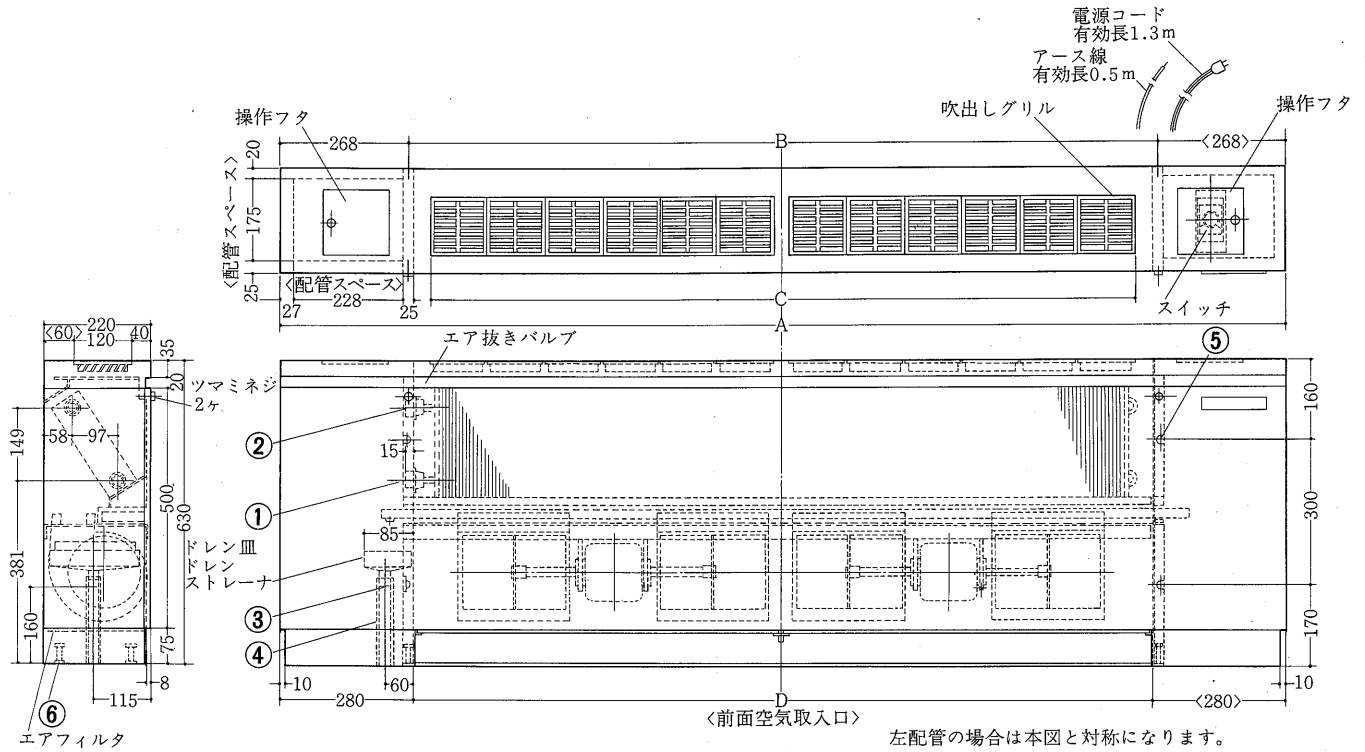 電源コード
有効長1.3m
アース線
有効長0.5m
操作フタ
吹出しグリル
操作フタ
268
B
〈268〉
20
〈配管スペース〉
175
25
〈配管スペース〉
27
228
25
C
スイッチ
A
〈60〉
220
120
40
35
エア抜きバルブ
⑤
20
ツマミネジ
2ケ
160
149
58
97
②
15
500
630
①
300
381
85
ドレン皿
ドレン
ストレーナ
160
③
④
170
75
8
10
60
10
115
280
D
〈280〉
⑥
〈前面空気取入口〉
エアフィルタ
左配管の場合は本図と対称になります。